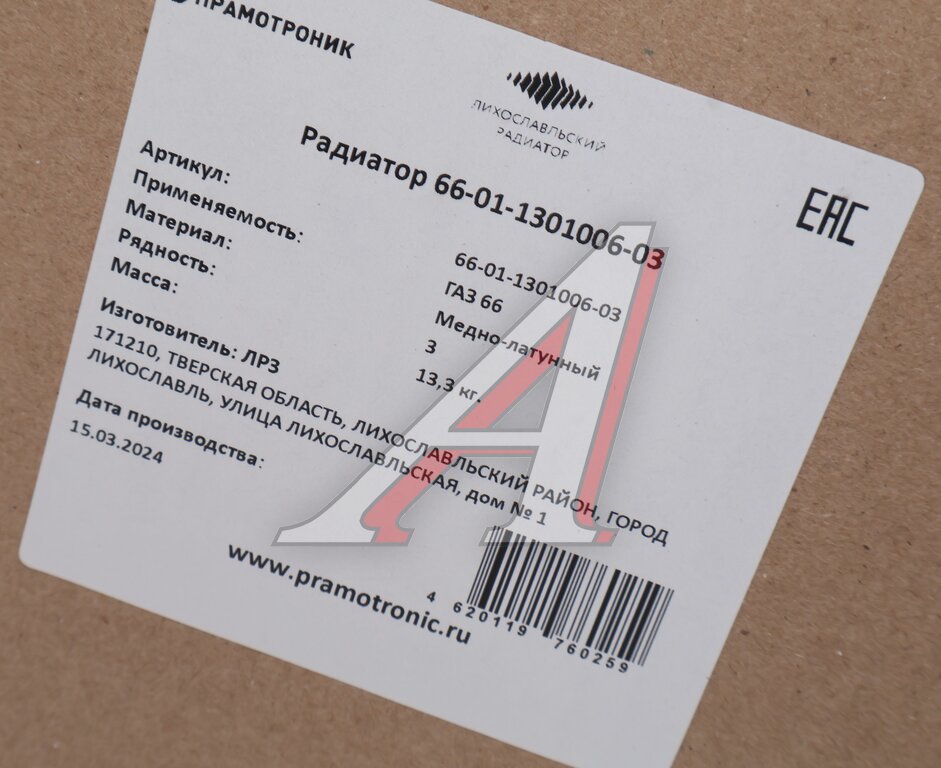 ПРАМОТРОНИК
ЛИХОСЛАВЛЬСКИЙ
РАДИАТОР
EAC
Радиатор 66-01-1301006-03
Артикул: 66-01-1301006-03
Применяемость: ГАЗ 66
Материал: Медно-латунный
Рядность: 3
Масса: 13,3 кг.
Изготовитель: ЛРЗ
171210, ТВЕРСКАЯ ОБЛАСТЬ, ЛИХОСЛАВЛЬСКИЙ РАЙОН, ГОРОД
ЛИХОСЛАВЛЬ, УЛИЦА ЛИХОСЛАВЛЬСКАЯ, дом № 1
Дата производства:
15.03.2024
www.pramotronic.ru
4 620119 760259